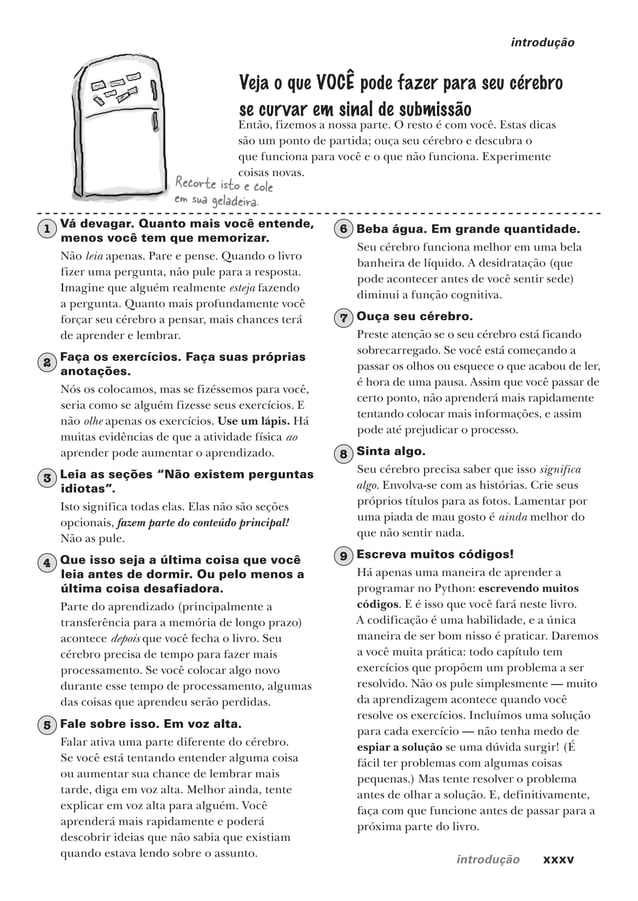 introdução
Veja o que VOCÊ pode fazer para seu cérebro
se curvar em sinal de submissão
Então, fizemos a nossa parte. O resto é com você. Estas dicas
são um ponto de partida; ouça seu cérebro e descubra o
que funciona para você e o que não funciona. Experimente
coisas novas.
Recorte isto e cole
em sua geladeira.
1 Vá devagar. Quanto mais você entende,
menos você tem que memorizar.
Não leia apenas. Pare e pense. Quando o livro
fizer uma pergunta, não pule para a resposta.
Imagine que alguém realmente esteja fazendo
a pergunta. Quanto mais profundamente você
forçar seu cérebro a pensar, mais chances terá
de aprender e lembrar.
2 Faça os exercícios. Faça suas próprias
anotações.
Nós os colocamos, mas se fizéssemos para você,
seria como se alguém fizesse seus exercícios. E
não olhe apenas os exercícios. Use um lápis. Há
muitas evidências de que a atividade física ao
aprender pode aumentar o aprendizado.
3 Leia as seções “Não existem perguntas
idiotas”.
Isto significa todas elas. Elas não são seções
opcionais, fazem parte do conteúdo principal!
Não as pule.
4 Que isso seja a última coisa que você
leia antes de dormir. Ou pelo menos a
última coisa desafiadora.
Parte do aprendizado (principalmente a
transferência para a memória de longo prazo)
acontece depois que você fecha o livro. Seu
cérebro precisa de tempo para fazer mais
processamento. Se você colocar algo novo
durante esse tempo de processamento, algumas
das coisas que aprendeu serão perdidas.
5 Fale sobre isso. Em voz alta.
Falar ativa uma parte diferente do cérebro.
Se você está tentando entender alguma coisa
ou aumentar sua chance de lembrar mais
tarde, diga em voz alta. Melhor ainda, tente
explicar em voz alta para alguém. Você
aprenderá mais rapidamente e poderá
descobrir ideias que não sabia que existiam
quando estava lendo sobre o assunto.
6 Beba água. Em grande quantidade.
Seu cérebro funciona melhor em uma bela
banheira de líquido. A desidratação (que
pode acontecer antes de você sentir sede)
diminui a função cognitiva.
7 Ouça seu cérebro.
Preste atenção se o seu cérebro está ficando
sobrecarregado. Se você está começando a
passar os olhos ou esquece o que acabou de ler,
é hora de uma pausa. Assim que você passar de
certo ponto, não aprenderá mais rapidamente
tentando colocar mais informações, e assim
pode até prejudicar o processo.
8 Sinta algo.
Seu cérebro precisa saber que isso significa
algo. Envolva-se com as histórias. Crie seus
próprios títulos para as fotos. Lamentar por
uma piada de mau gosto é ainda melhor do
que não sentir nada.
9 Escreva muitos códigos!
Há apenas uma maneira de aprender a
programar no Python: escrevendo muitos
códigos. E é isso que você fará neste livro.
A codificação é uma habilidade, e a única
maneira de ser bom nisso é praticar. Daremos
a você muita prática: todo capítulo tem
exercícios que propõem um problema a ser
resolvido. Não os pule simplesmente — muito
da aprendizagem acontece quando você
resolve os exercícios. Incluímos uma solução
para cada exercício — não tenha medo de
espiar a solução se uma dúvida surgir! (É
fácil ter problemas com algumas coisas
pequenas.) Mas tente resolver o problema
antes de olhar a solução. E, definitivamente,
faça com que funcione antes de passar para a
próxima parte do livro.
introdução xxxv